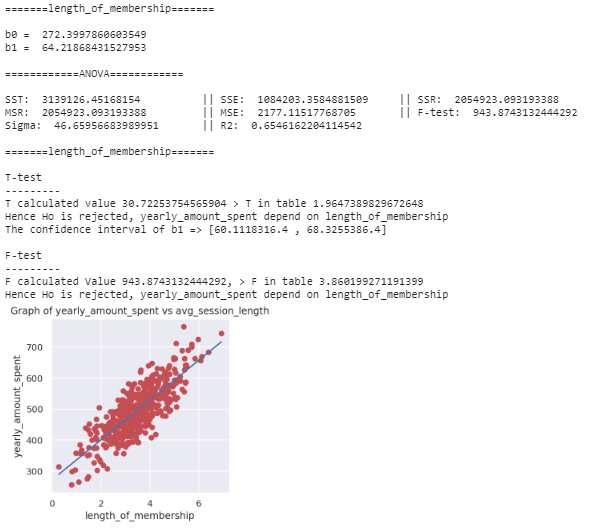 =======length_of_membership=======
b0 =  272.3997860603549
b1 =  64.21868431527953
============ANOVA============
SST:  3139126.45168154          || SSE:  1084203.3584881509     || SSR:  2054923.093193388
MSR:  2054923.093193388         || MSE:  2177.11517768705       || F-test:  943.8743132444292
Sigma:  46.65956683989951       || R2:  0.6546162204114542
=======length_of_membership=======
T-test
---------
T calculated value 30.72253754565904 > T in table 1.9647389829672648
Hence Ho is rejected, yearly_amount_spent depend on length_of_membership
The confidence interval of b1 => [60.1118316.4 , 68.3255386.4]
F-test
---------
F calculated Value 943.8743132444292, > F in table 3.860199271191399
Hence Ho is rejected, yearly_amount_spent depend on length_of_membership
Graph of yearly_amount_spent vs avg_session_length
yearly_amount_spent
700
600
500
400
300
0 2 4 6
length_of_membership